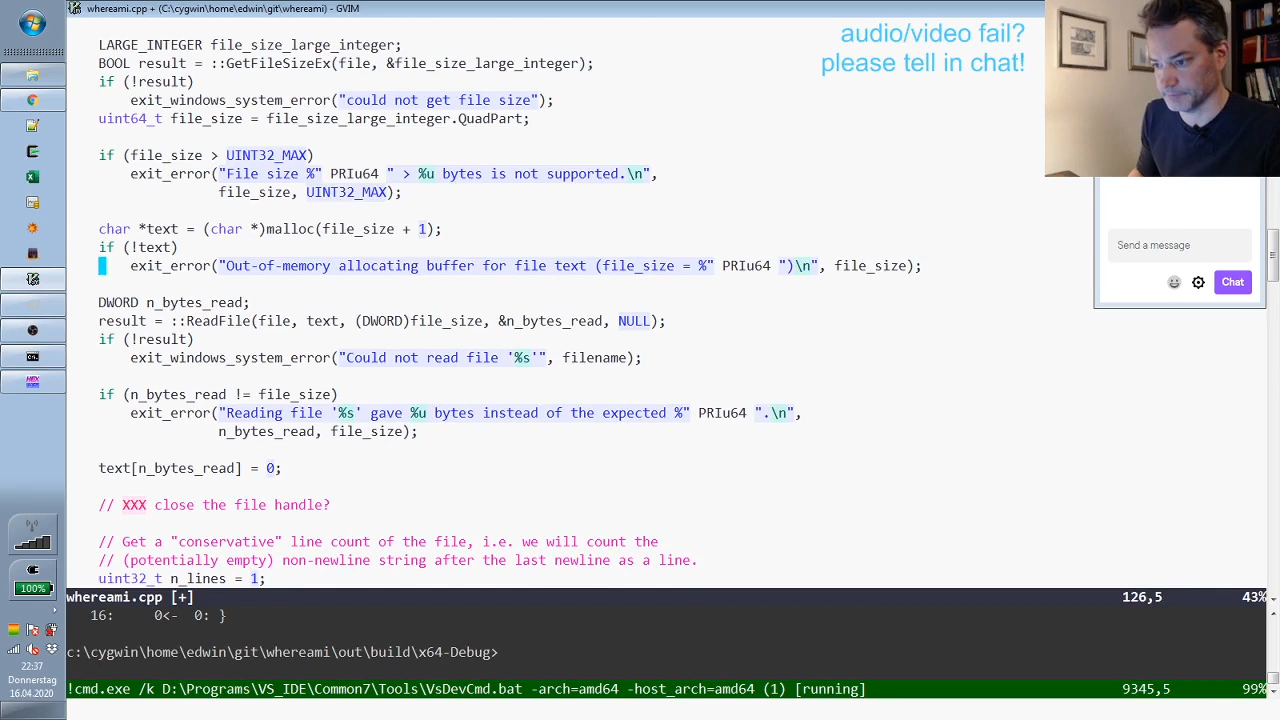 whereami.cpp + (C:\cygwin\home\edwin\git\whereami) - GVIM
audio/video fail?
please tell in chat!
LARGE_INTEGER file_size_large_integer;
BOOL result = ::GetFileSizeEx(file, &file_size_large_integer);
if (!result)
exit_windows_system_error("could not get file size");
uint64_t file_size = file_size_large_integer.QuadPart;
if (file_size > UINT32_MAX)
exit_error("File size %" PRIu64 " > %u bytes is not supported.\n",
file_size, UINT32_MAX);
char *text = (char *)malloc(file_size + 1);
if (!text)
exit_error("Out-of-memory allocating buffer for file text (file_size = %" PRIu64 ")\n", file_size);
DWORD n_bytes_read;
result = ::ReadFile(file, text, (DWORD)file_size, &n_bytes_read, NULL);
if (!result)
exit_windows_system_error("Could not read file '%s'", filename);
if (n_bytes_read != file_size)
exit_error("Reading file '%s' gave %u bytes instead of the expected %" PRIu64 ".\n",
n_bytes_read, file_size);
text[n_bytes_read] = 0;
// XXX close the file handle?
// Get a "conservative" line count of the file, i.e. we will count the
// (potentially empty) non-newline string after the last newline as a line.
uint32_t n_lines = 1;
whereami.cpp [+] 126,5 43%
16: 0<- 0: }
c:\cygwin\home\edwin\git\whereami\out\build\x64-Debug>
!cmd.exe /k D:\Programs\VS_IDE\Common7\Tools\VsDevCmd.bat -arch=amd64 -host_arch=amd64 (1) [running] 9345,5 99%
Send a message
Chat
100%
22:37
Donnerstag
16.04.2020